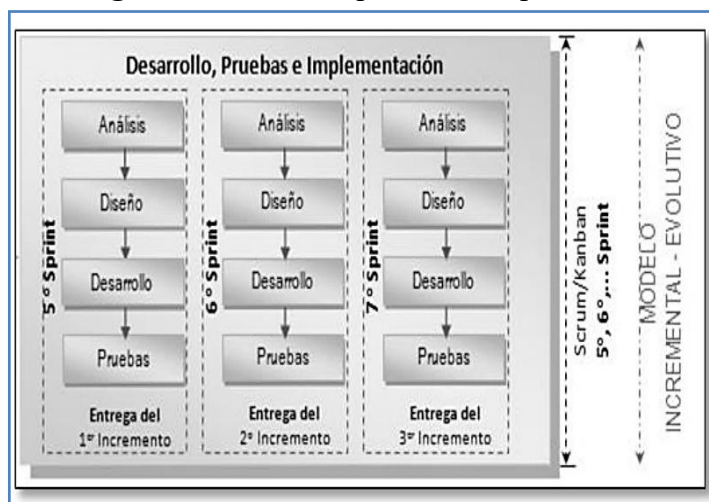 Desarrollo, Pruebas e Implementación
5° Sprint
Análisis
Diseño
Desarrollo
Pruebas
Entrega del
1er Incremento
6° Sprint
Análisis
Diseño
Desarrollo
Pruebas
Entrega del
2º Incremento
7° Sprint
Análisis
Diseño
Desarrollo
Pruebas
Entrega del
3er Incremento
Scrum/Kanban
5°, 6°,... Sprint
MODELO
INCREMENTAL - EVOLUTIVO